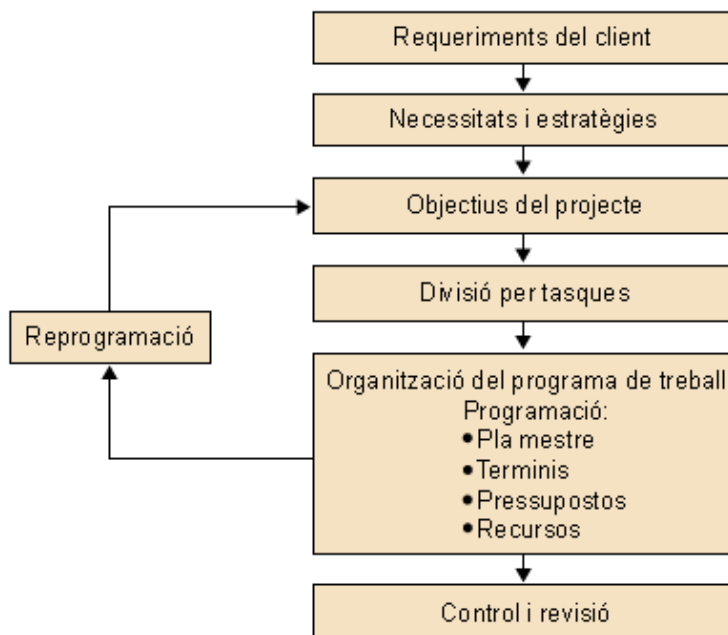 Requeriments del client
Necessitats i estratègies
Objectius del projecte
Divisió per tasques
Reprogramació
Organització del programa de treball
Programació:
• Pla mestre
• Terminis
• Pressupostos
• Recursos
Control i revisió